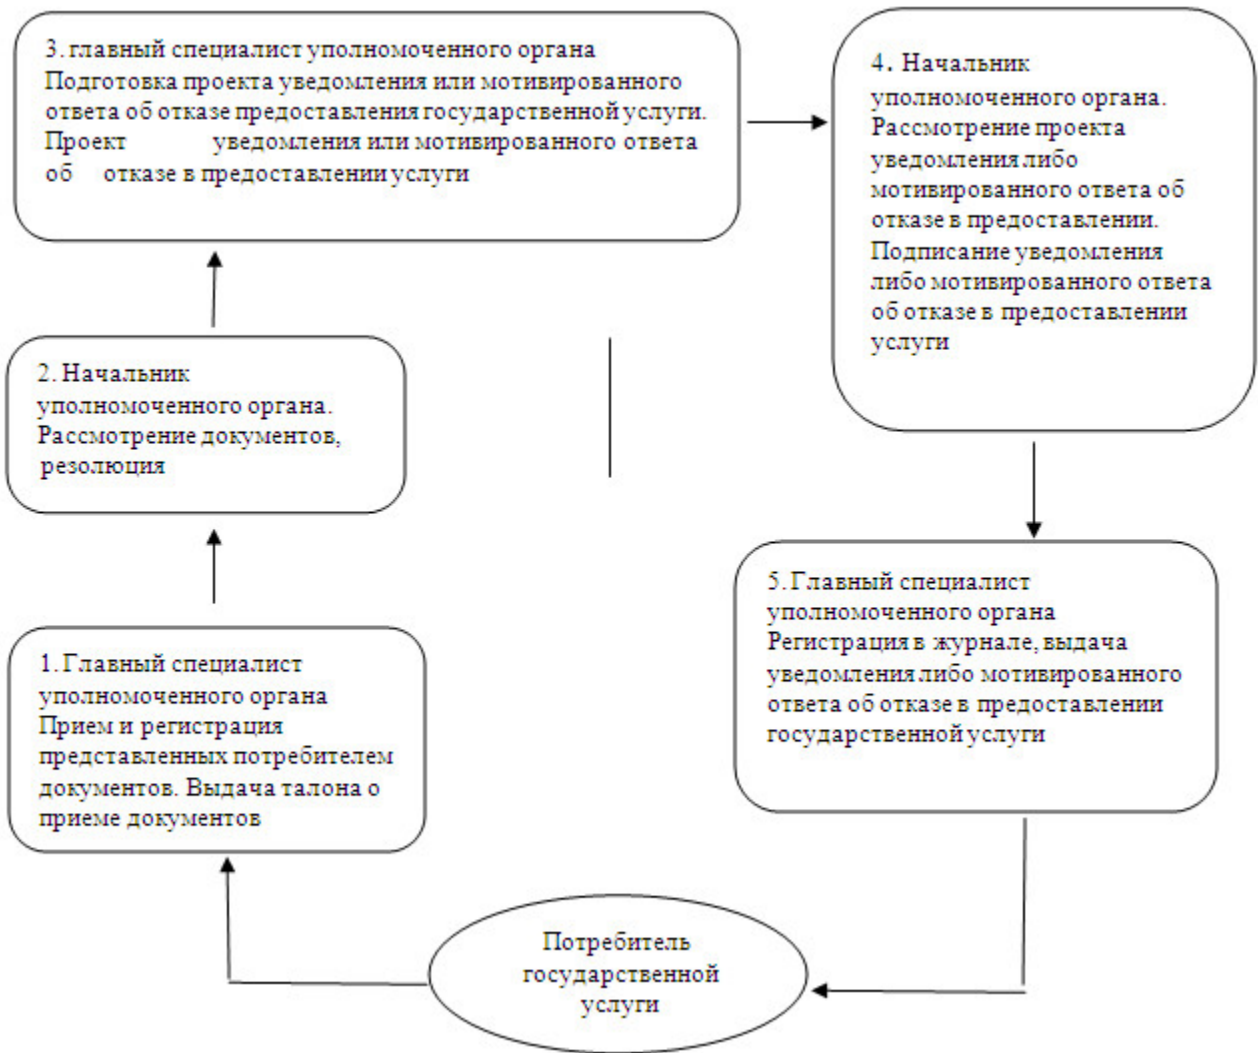 3. главный специалист уполномоченного органа
Подготовка проекта уведомления или мотивированного
ответа об отказе предоставления государственной услуги.
Проект уведомления или мотивированного ответа
об отказе в предоставлении услуги
4. Начальник
уполномоченного органа.
Рассмотрение проекта
уведомления либо
мотивированного ответа об
отказе в предоставлении.
Подписание уведомления
либо мотивированного ответа
об отказе в предоставлении
услуги
2. Начальник
уполномоченного органа.
Рассмотрение документов,
резолюция
5. Главный специалист
уполномоченного органа
Регистрация в журнале, выдача
уведомления либо мотивированного
ответа об отказе в предоставлении
государственной услуги
1. Главный специалист
уполномоченного органа
Прием и регистрация
представленных потребителем
документов. Выдача талона о
приеме документов
Потребитель
государственной
услуги